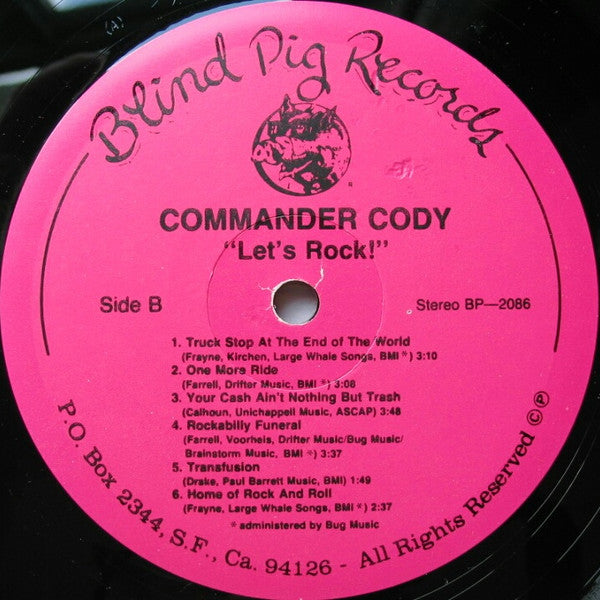 (A)
Blind Pig Records
®
COMMANDER CODY
"Let's Rock!"
Side B
Stereo BP—2086
1. Truck Stop At The End of The World
(Frayne, Kirchen, Large Whale Songs, BMI*) 3:10
2. One More Ride
(Farrell, Drifter Music, BMI*) 3:08
3. Your Cash Ain't Nothing But Trash
(Calhoun, Unichappell Music, ASCAP) 3:48
4. Rockabilly Funeral
(Farrell, Voorheis, Drifter Music/Bug Music/
Brainstorm Music, BMI*) 3:37
5. Transfusion
(Drake, Paul Barrett Music, BMI) 1:49
6. Home of Rock And Roll
(Frayne, Large Whale Songs, BMI*) 2:37
*administered by Bug Music
P.O. Box 2344, S.F., Ca. 94126 - All Rights Reserved © ℗